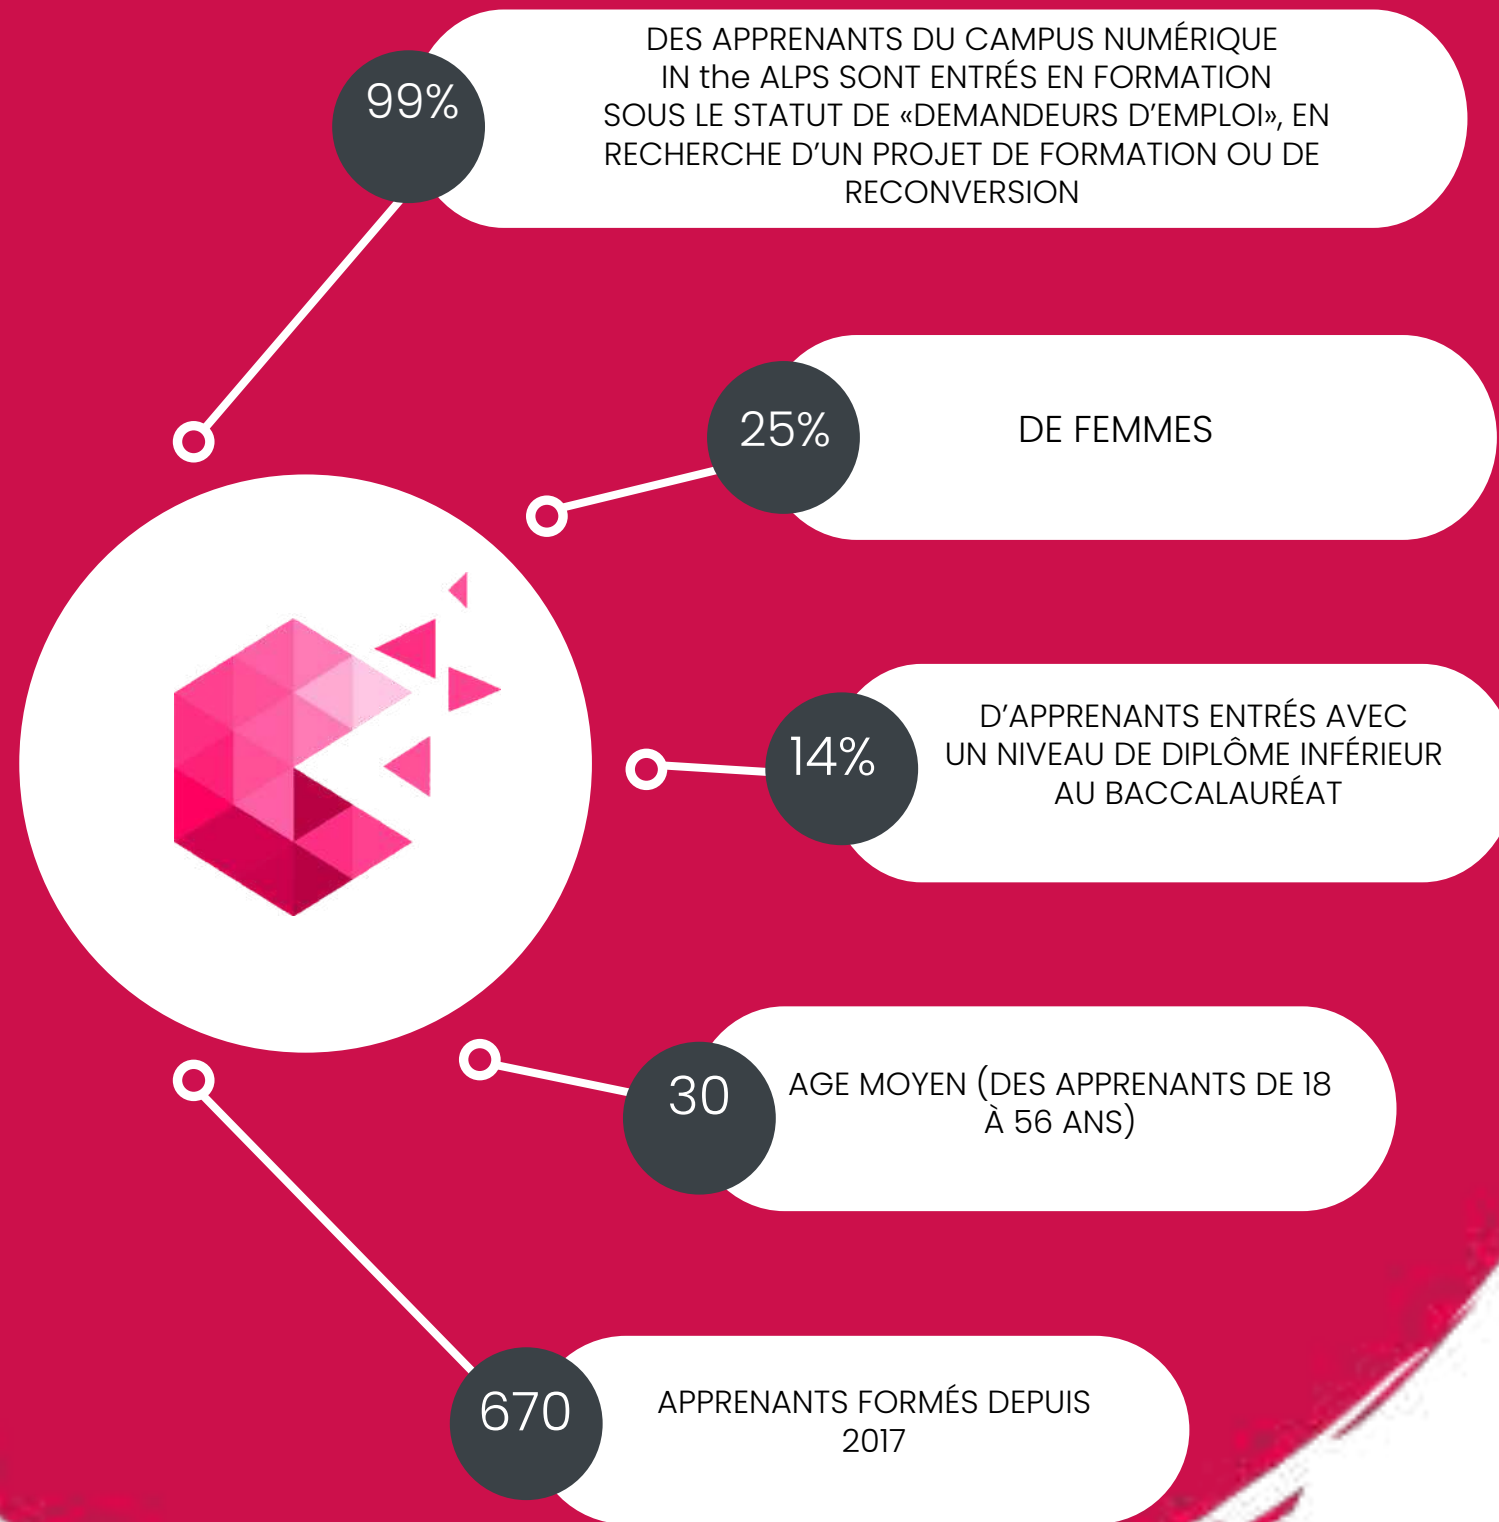 99%
DES APPRENANTS DU CAMPUS NUMÉRIQUE
IN the ALPS SONT ENTRÉS EN FORMATION
SOUS LE STATUT DE «DEMANDEURS D’EMPLOI», EN
RECHERCHE D’UN PROJET DE FORMATION OU DE
RECONVERSION
25%
DE FEMMES
14%
D’APPRENANTS ENTRÉS AVEC
UN NIVEAU DE DIPLÔME INFÉRIEUR
AU BACCALAURÉAT
30
AGE MOYEN (DES APPRENANTS DE 18
À 56 ANS)
670
APPRENANTS FORMÉS DEPUIS
2017